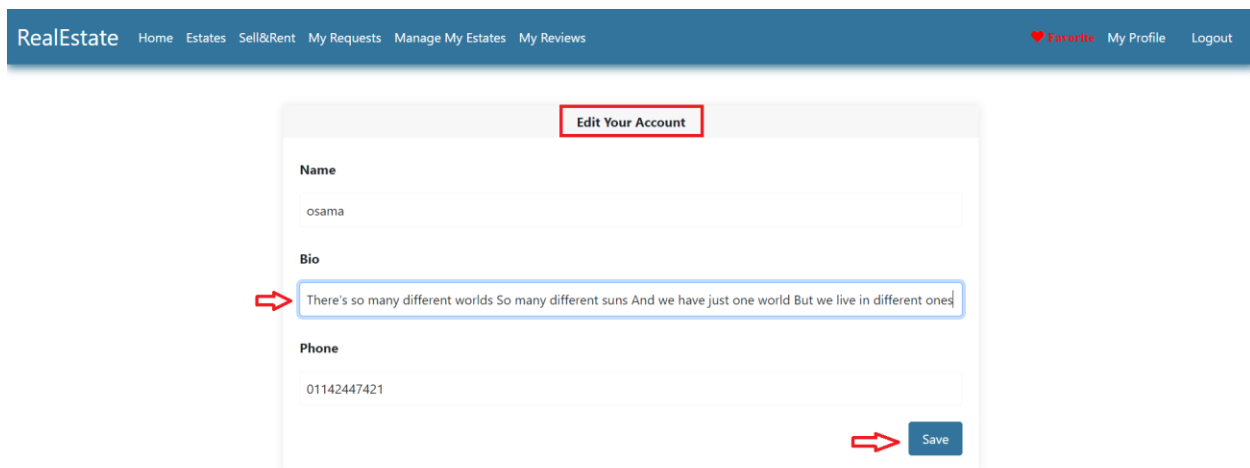 RealEstate Home Estates Sell&Rent My Requests Manage My Estates My Reviews Favorite My Profile Logout
Edit Your Account
Name
osama
Bio
There's so many different worlds So many different suns And we have just one world But we live in different ones
Phone
01142447421
Save